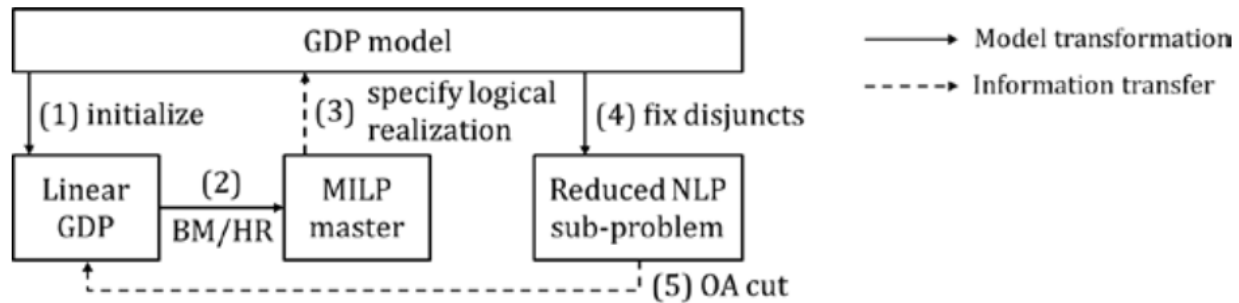 GDP model
Model transformation
Information transfer
(1) initialize
(3) specify logical
realization
(4) fix disjuncts
Linear
GDP
(2)
BM/HR
MILP
master
Reduced NLP
sub-problem
(5) OA cut